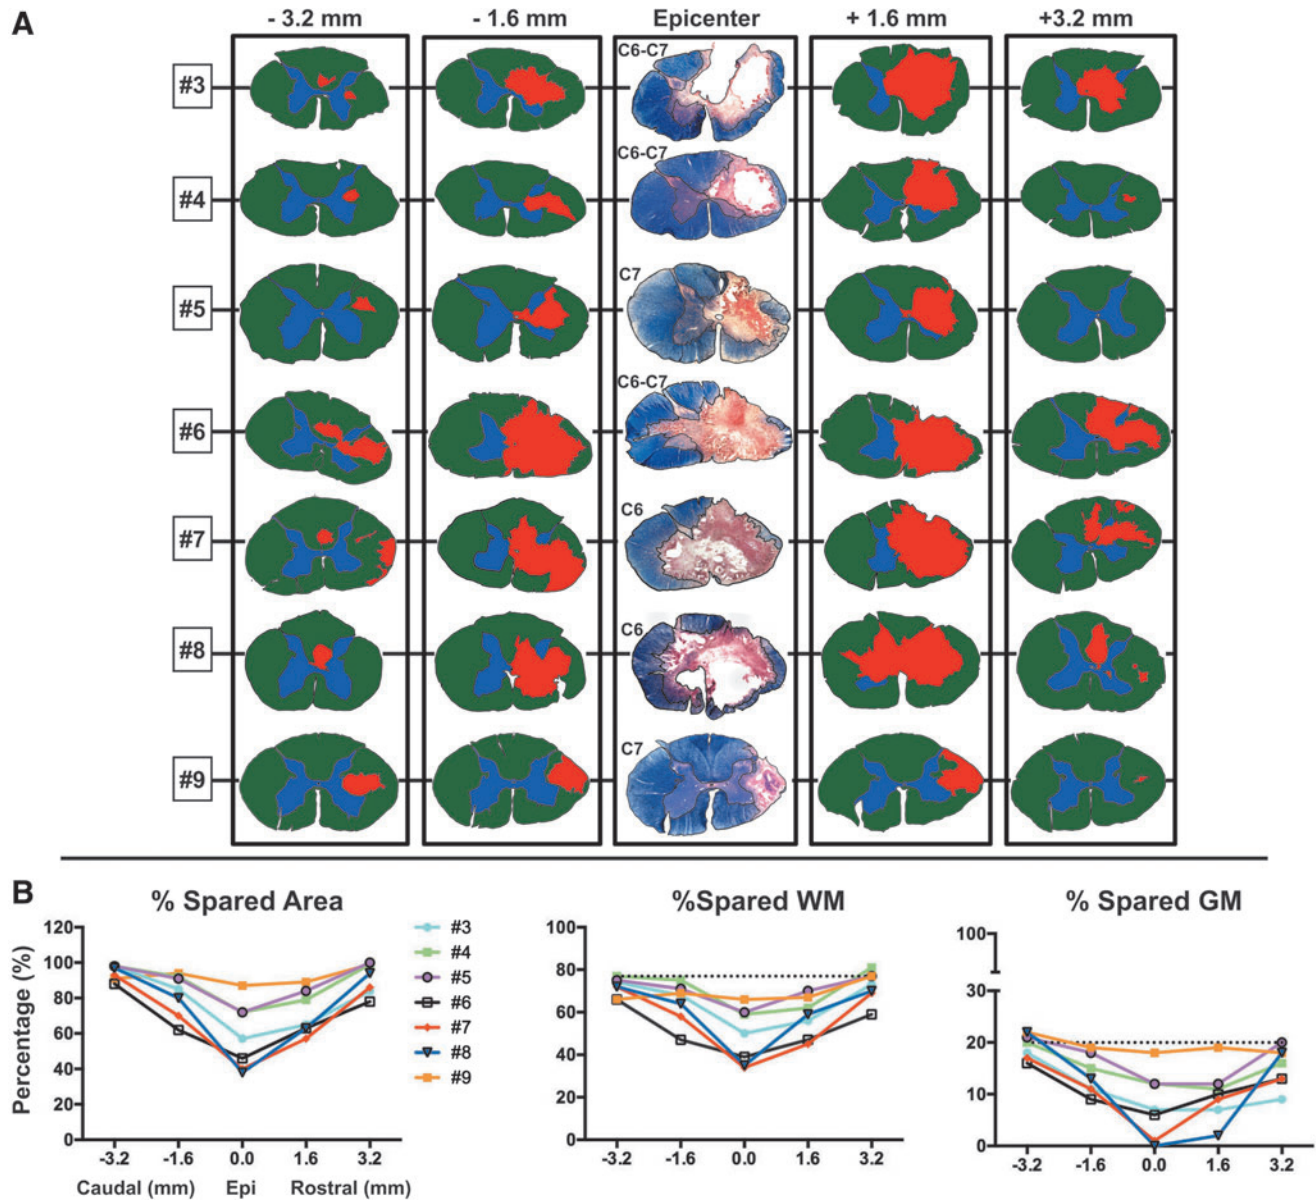 A
- 3.2 mm - 1.6 mm Epicenter + 1.6 mm +3.2 mm
#3 C6-C7
#4 C6-C7
#5 C7
#6 C6-C7
#7 C6
#8 C6
#9 C7
B
% Spared Area
Percentage (%)
120
100
80
60
40
20
0
-3.2 -1.6 0.0 1.6 3.2
Caudal (mm) Epi Rostral (mm)
#3
#4
#5
#6
#7
#8
#9
%Spared WM
100
80
60
40
20
0
-3.2 -1.6 0.0 1.6 3.2
% Spared GM
100
30
20
10
0
-3.2 -1.6 0.0 1.6 3.2